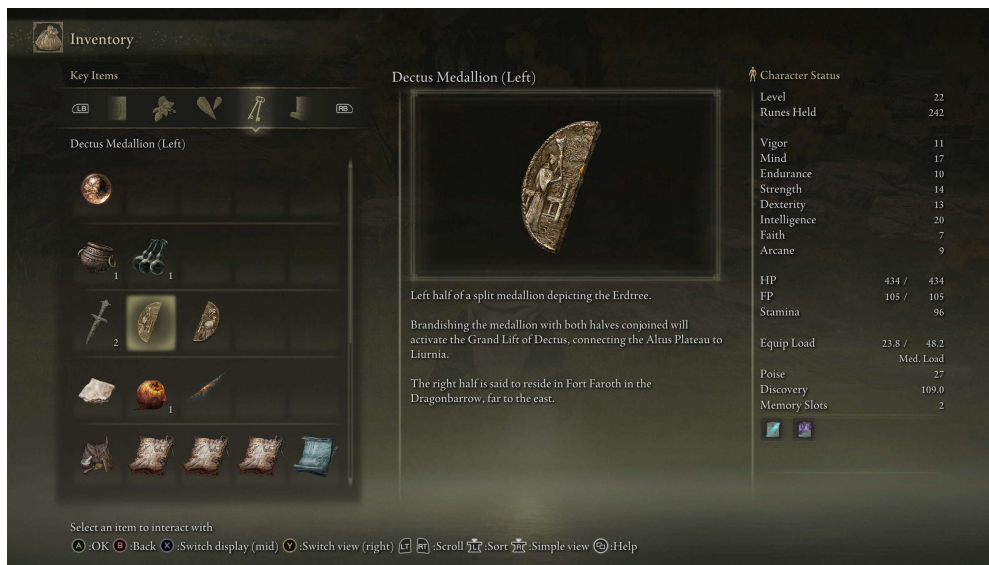 Inventory
Key Items
LB
RB
Dectus Medallion (Left)
1
1
2
1
Dectus Medallion (Left)
Left half of a split medallion depicting the Erdtree.
Brandishing the medallion with both halves conjoined will
activate the Grand Lift of Dectus, connecting the Altus Plateau to
Liurnia.
The right half is said to reside in Fort Faroth in the
Dragonbarrow, far to the east.
Character Status
Level 22
Runes Held 242
Vigor 11
Mind 17
Endurance 10
Strength 14
Dexterity 13
Intelligence 20
Faith 7
Arcane 9
HP 434 / 434
FP 105 / 105
Stamina 96
Equip Load 23.8 / 48.2
Med. Load
Poise 27
Discovery 109.0
Memory Slots 2
Select an item to interact with
A :OK B :Back X :Switch display (mid) Y :Switch view (right) LT RT :Scroll L :Sort R :Simple view :Help